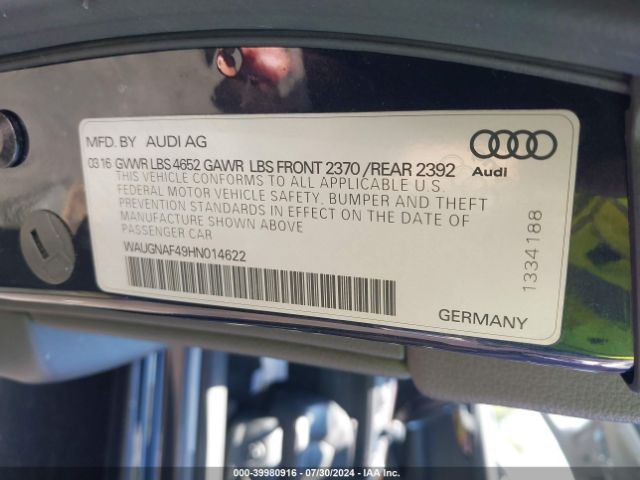 MFD. BY AUDI AG
0316 GVWR LBS 4652 GAWR LBS FRONT 2370 /REAR 2392
THIS VEHICLE CONFORMS TO ALL APPLICABLE U.S.
FEDERAL MOTOR VEHICLE SAFETY, BUMPER AND THEFT
PREVENTION STANDARDS IN EFFECT ON THE DATE OF
MANUFACTURE SHOWN ABOVE
PASSENGER CAR
WAUGNAF49HN014622
Audi
1334188
GERMANY
000-39980916 - 07/30/2024 - IAA Inc.